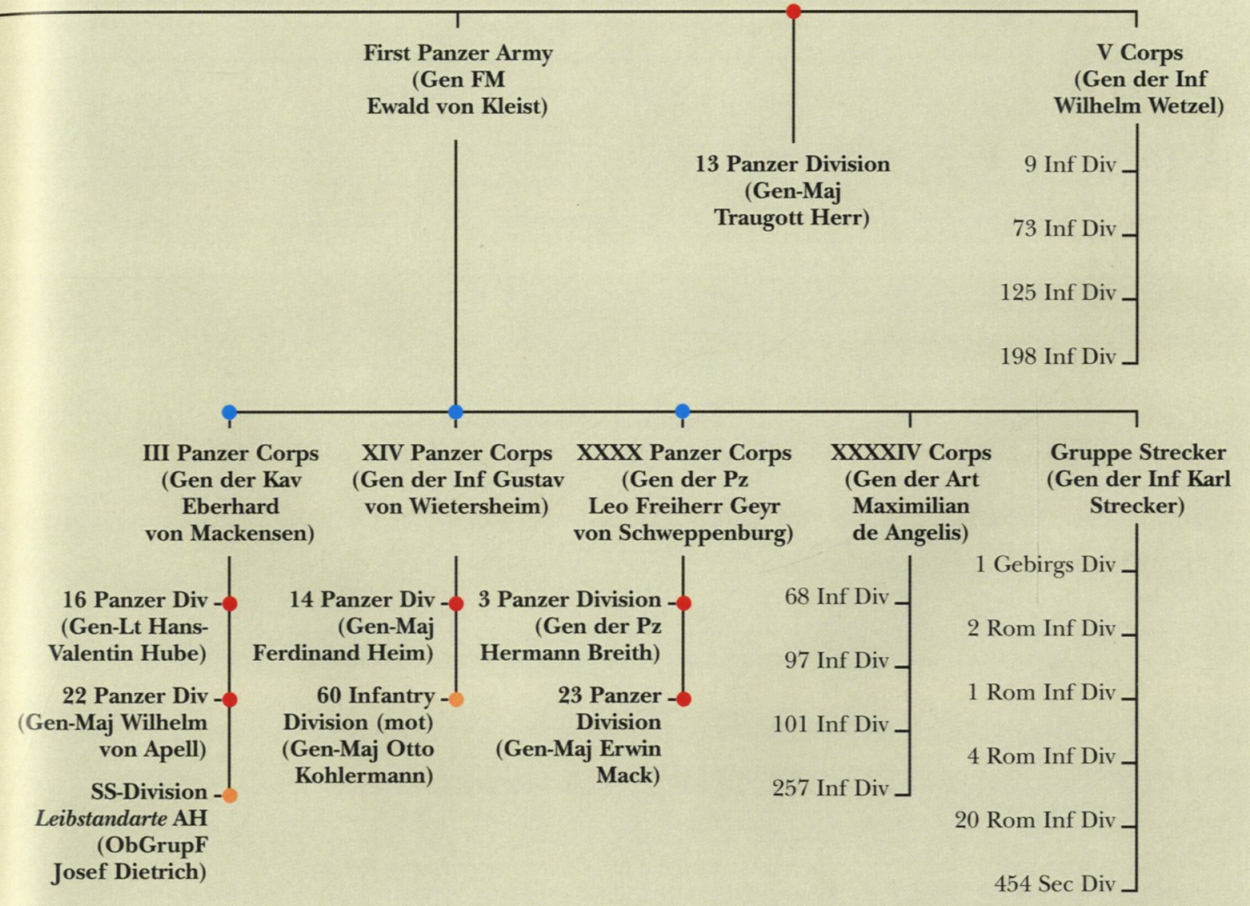 First Panzer Army
(Gen FM
Ewald von Kleist)
13 Panzer Division
(Gen-Maj
Traugott Herr)
V Corps
(Gen der Inf
Wilhelm Wetzel)
9 Inf Div
73 Inf Div
125 Inf Div
198 Inf Div
III Panzer Corps
(Gen der Kav
Eberhard
von Mackensen)
16 Panzer Div
(Gen-Lt Hans-
Valentin Hube)
22 Panzer Div
(Gen-Maj Wilhelm
von Apell)
SS-Division
Leibstandarte AH
(ObGrupF
Josef Dietrich)
XIV Panzer Corps
(Gen der Inf Gustav
von Wietersheim)
14 Panzer Div
(Gen-Maj
Ferdinand Heim)
60 Infantry
Division (mot)
(Gen-Maj Otto
Kohlermann)
XXXX Panzer Corps
(Gen der Pz
Leo Freiherr Geyr
von Schweppenburg)
3 Panzer Division
(Gen der Pz
Hermann Breith)
23 Panzer
Division
(Gen-Maj Erwin
Mack)
XXXXIV Corps
(Gen der Art
Maximilian
de Angelis)
68 Inf Div
97 Inf Div
101 Inf Div
257 Inf Div
Gruppe Strecker
(Gen der Inf Karl
Strecker)
1 Gebirgs Div
2 Rom Inf Div
1 Rom Inf Div
4 Rom Inf Div
20 Rom Inf Div
454 Sec Div